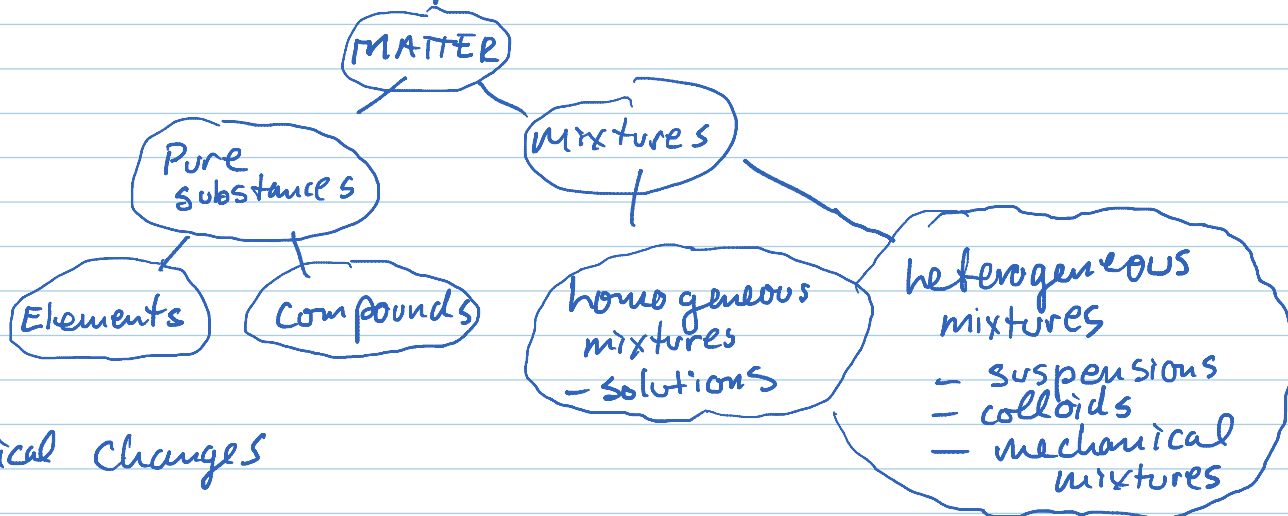 MATTER
mixtures
Pure
substances
Elements
compounds
homogeneous
mixtures
- solutions
heterogeneous
mixtures
- suspensions
- colloids
- mechanical
mixtures
ical changes